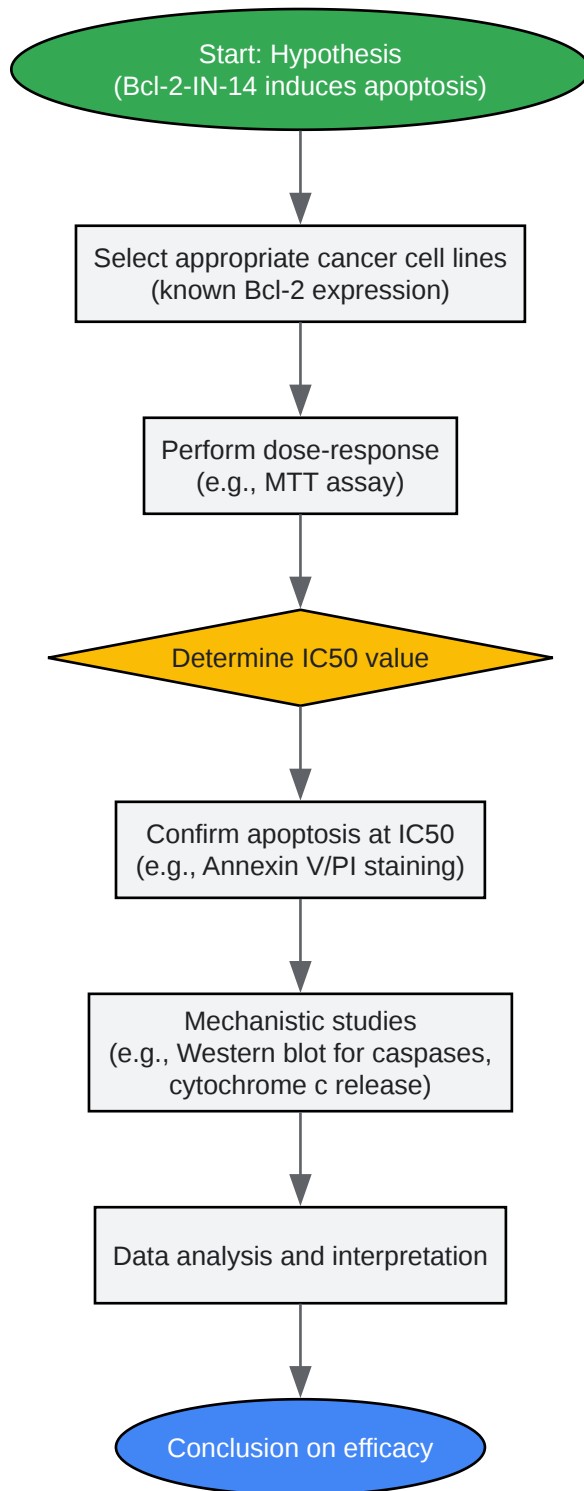 Start: Hypothesis
(Bcl-2-IN-14 induces apoptosis)
Select appropriate cancer cell lines
(known Bcl-2 expression)
Perform dose-response
(e.g., MTT assay)
Determine IC50 value
Confirm apoptosis at IC50
(e.g., Annexin V/PI staining)
Mechanistic studies
(e.g., Western blot for caspases,
cytochrome c release)
Data analysis and interpretation
Conclusion on efficacy